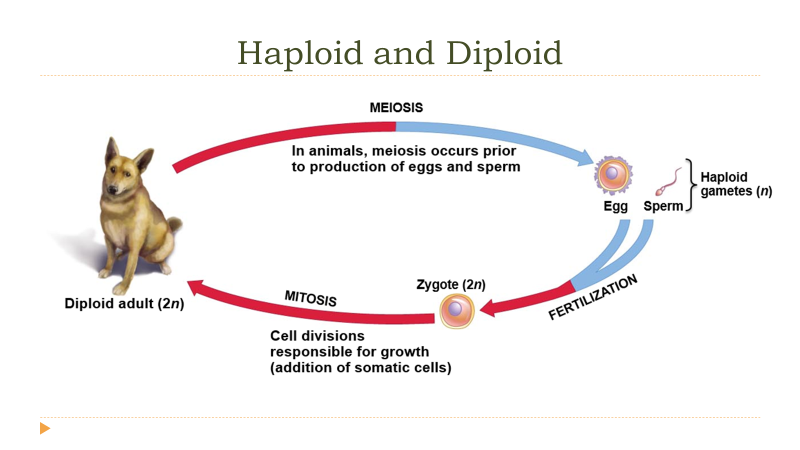 Haploid and Diploid
MEIOSIS
In animals, meiosis occurs prior
to production of eggs and sperm
Egg
Sperm
Haploid
gametes (n)
FERTILIZATION
Zygote (2n)
MITOSIS
Cell divisions
responsible for growth
(addition of somatic cells)
Diploid adult (2n)